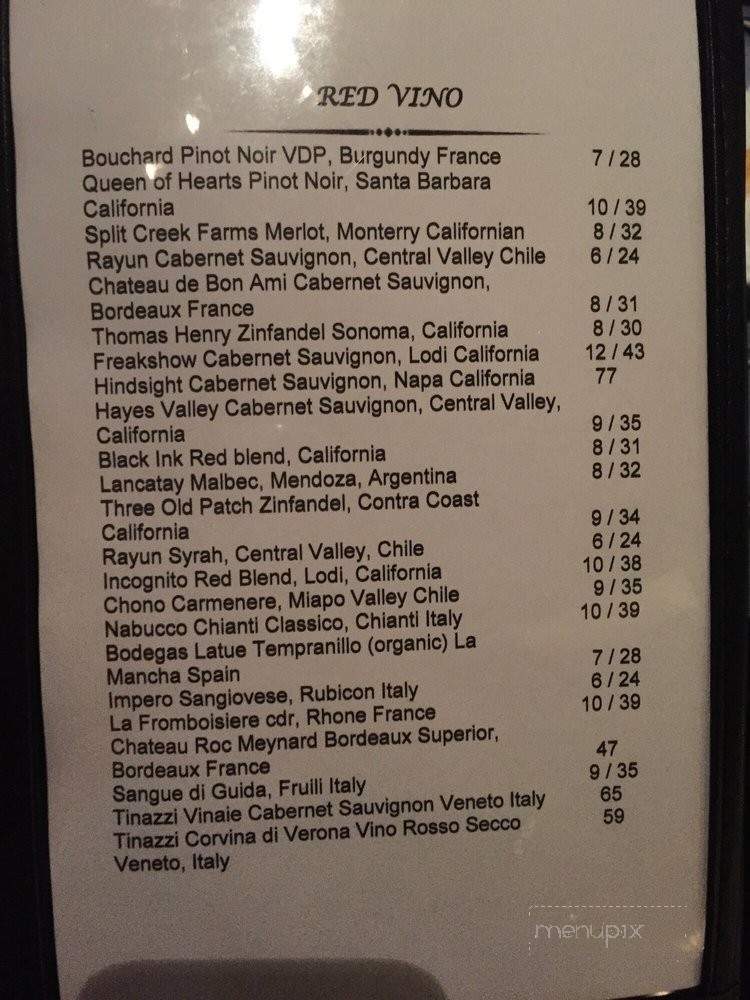 RED VINO
Bouchard Pinot Noir VDP, Burgundy France 7 / 28
Queen of Hearts Pinot Noir, Santa Barbara
California 10 / 39
Split Creek Farms Merlot, Monterry Californian 8 / 32
Rayun Cabernet Sauvignon, Central Valley Chile 6 / 24
Chateau de Bon Ami Cabernet Sauvignon,
Bordeaux France 8 / 31
Thomas Henry Zinfandel Sonoma, California 8 / 30
Freakshow Cabernet Sauvignon, Lodi California 12 / 43
Hindsight Cabernet Sauvignon, Napa California 77
Hayes Valley Cabernet Sauvignon, Central Valley,
California 9 / 35
Black Ink Red blend, California 8 / 31
Lancatay Malbec, Mendoza, Argentina 8 / 32
Three Old Patch Zinfandel, Contra Coast
California 9 / 34
Rayun Syrah, Central Valley, Chile 6 / 24
Incognito Red Blend, Lodi, California 10 / 38
Chono Carmenere, Miapo Valley Chile 9 / 35
Nabucco Chianti Classico, Chianti Italy 10 / 39
Bodegas Latue Tempranillo (organic) La
Mancha Spain 7 / 28
Impero Sangiovese, Rubicon Italy 6 / 24
La Fromboisiere cdr, Rhone France 10 / 39
Chateau Roc Meynard Bordeaux Superior,
Bordeaux France 47
Sangue di Guida, Fruili Italy 9 / 35
Tinazzi Vinaie Cabernet Sauvignon Veneto Italy 65
Tinazzi Corvina di Verona Vino Rosso Secco 59
Veneto, Italy
menupix